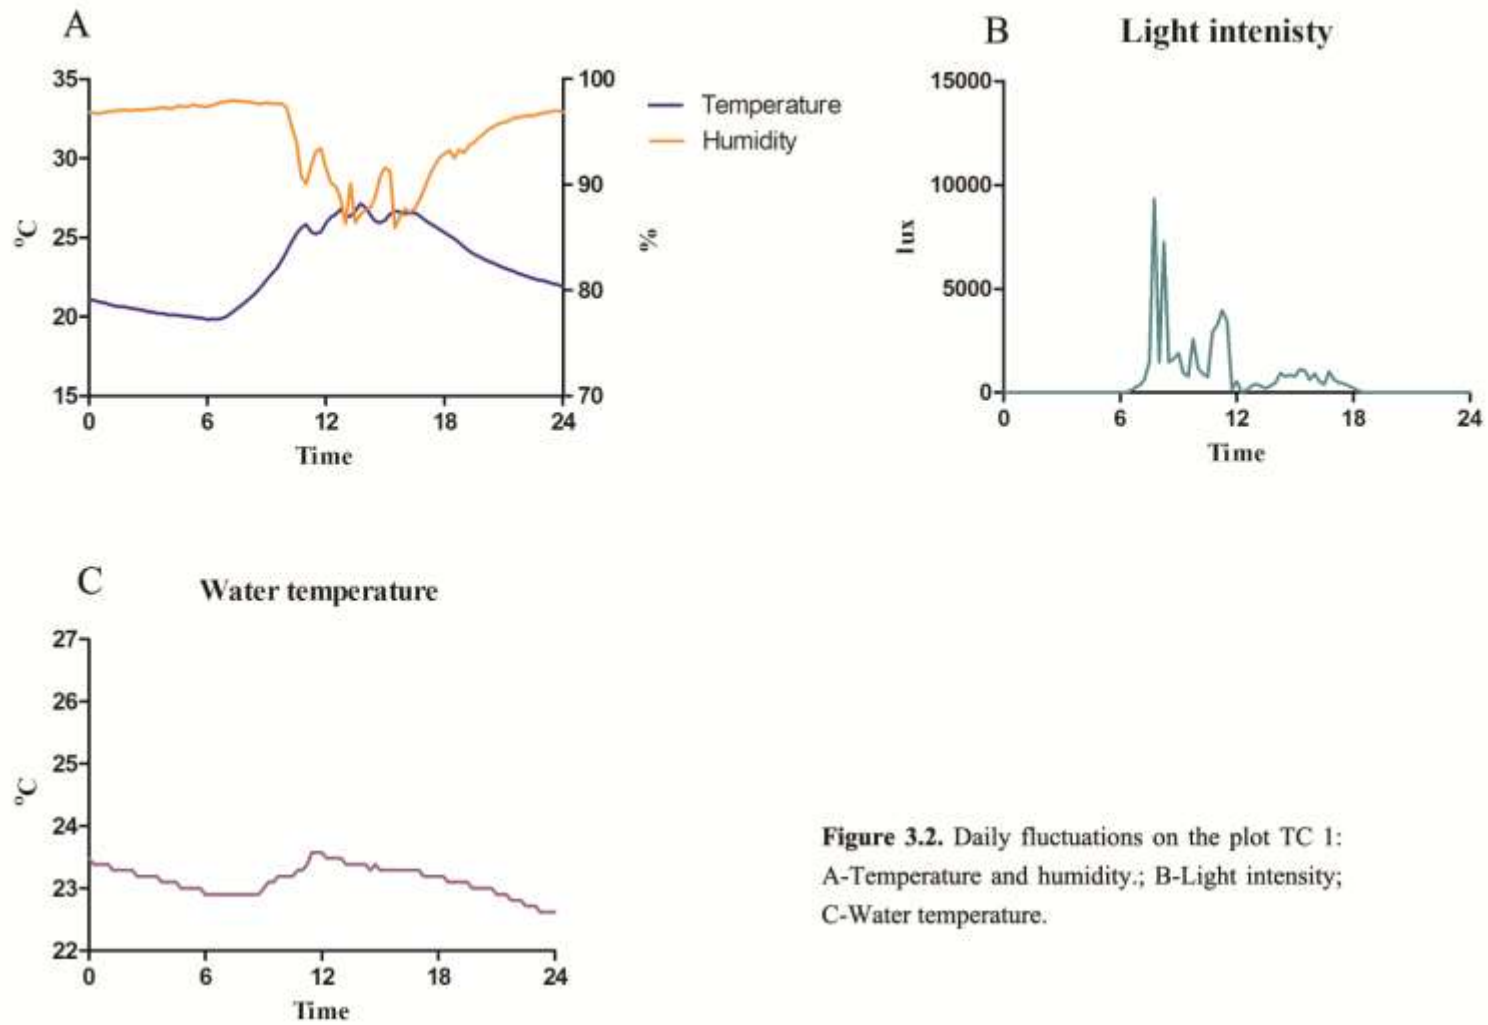 A
35
30
25
20
15
ºC
100
90
80
70
%
0 6 12 18 24
Time
Temperature
Humidity
B
Light intenisty
15000
10000
5000
0
lux
0 6 12 18 24
Time
C
Water temperature
27
26
25
24
23
22
ºC
0 6 12 18 24
Time
Figure 3.2. Daily fluctuations on the plot TC 1:
A-Temperature and humidity.; B-Light intensity;
C-Water temperature.